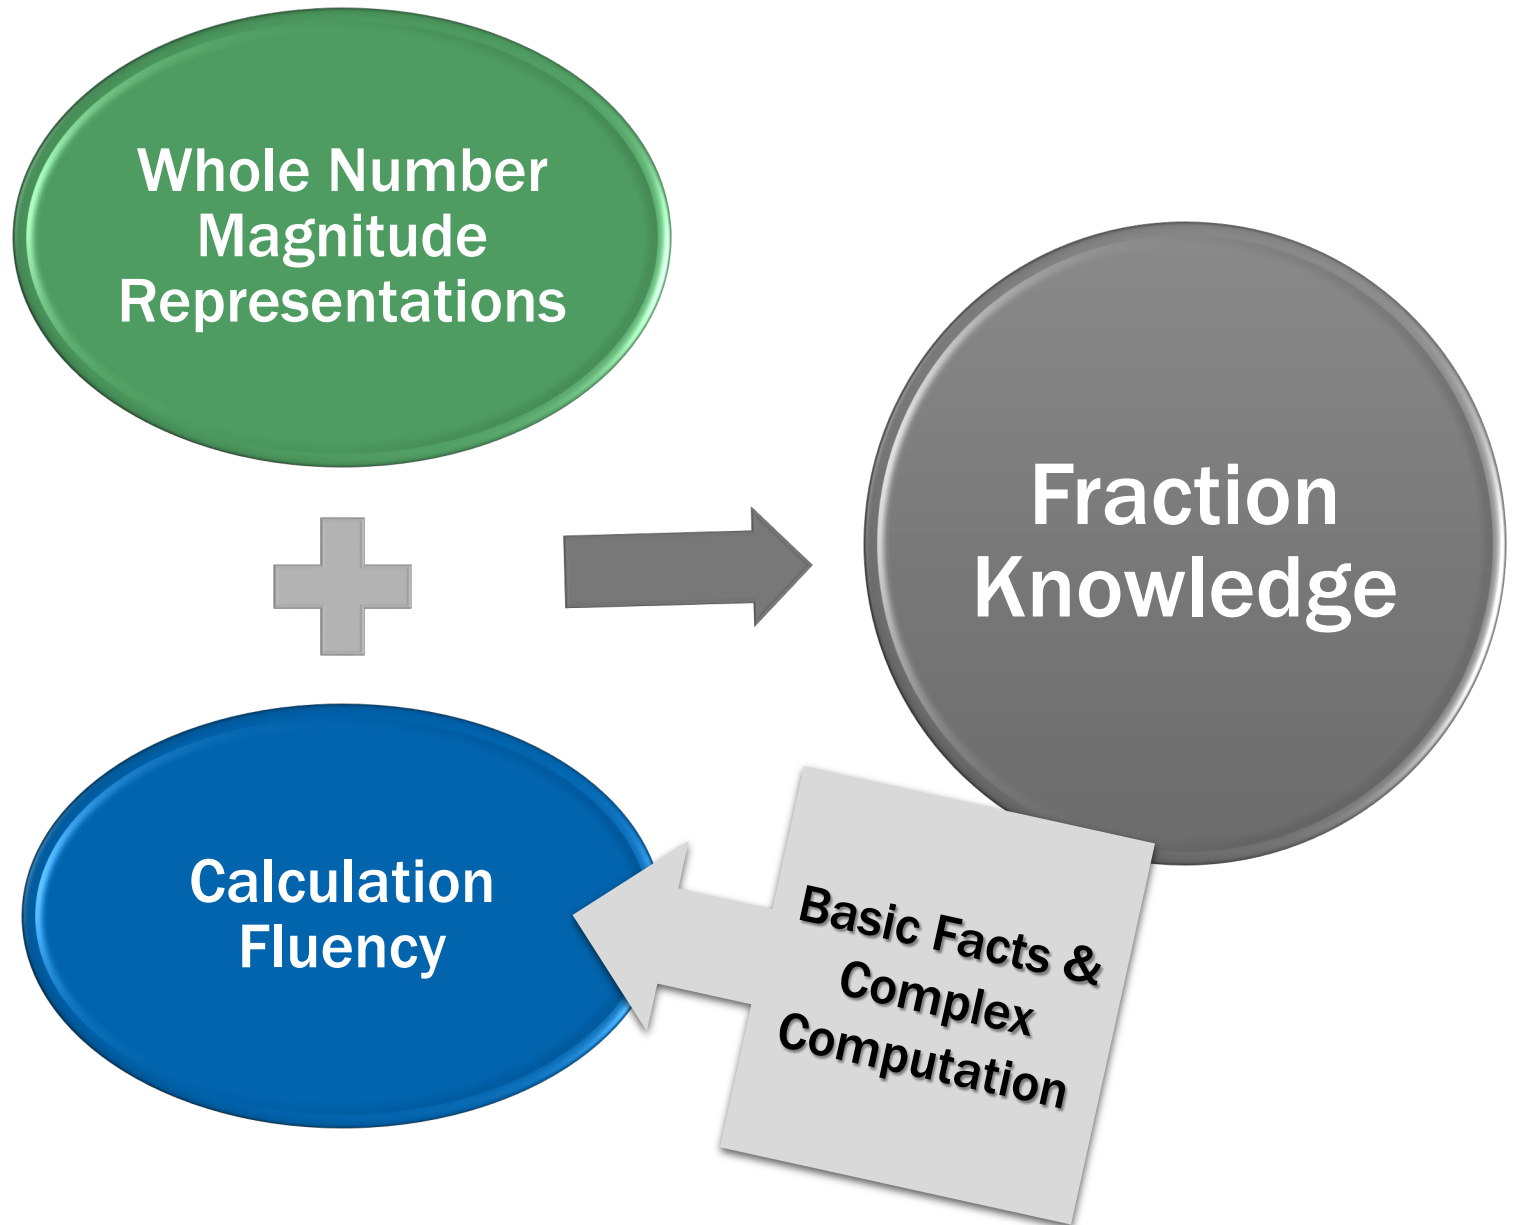 Whole Number
Magnitude
Representations
Fraction
Knowledge
Calculation
Fluency
Basic Facts &
Complex
Computation